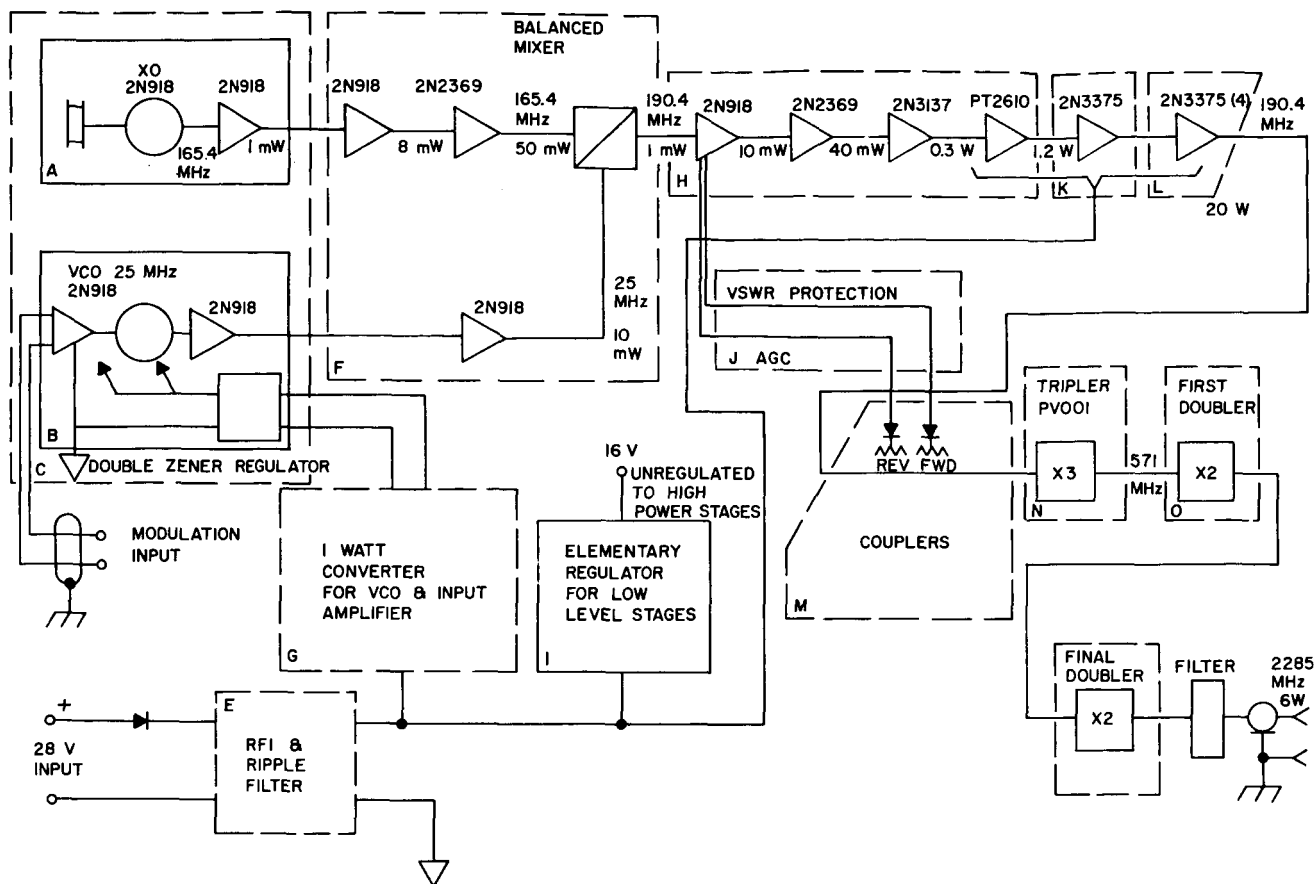 BALANCED
MIXER
XO
2N918
2N918
165.4
MHz
1 mW
A
2N918
2N2369
8 mW
165.4
MHz
50 mW
190.4
MHz
1 mW
2N918
10 mW
2N2369
40 mW
2N3137
0.3 W
PT2610
1.2 W
2N3375
2N3375 (4)
190.4
MHz
H
K
L
20 W
VCO 25 MHz
2N918
2N918
2N918
25
MHz
10
mW
F
B
C
DOUBLE ZENER REGULATOR
VSWR PROTECTION
J AGC
REV
FWD
COUPLERS
M
TRIPLER
PV001
X3
N
571
MHz
FIRST
DOUBLER
X2
O
MODULATION
INPUT
16 V
UNREGULATED
TO HIGH
POWER STAGES
1 WATT
CONVERTER
FOR VCO & INPUT
AMPLIFIER
G
ELEMENTARY
REGULATOR
FOR LOW
LEVEL STAGES
I
+
28 V
INPUT
E
RFI &
RIPPLE
FILTER
FINAL
DOUBLER
X2
FILTER
2285
MHz
6W